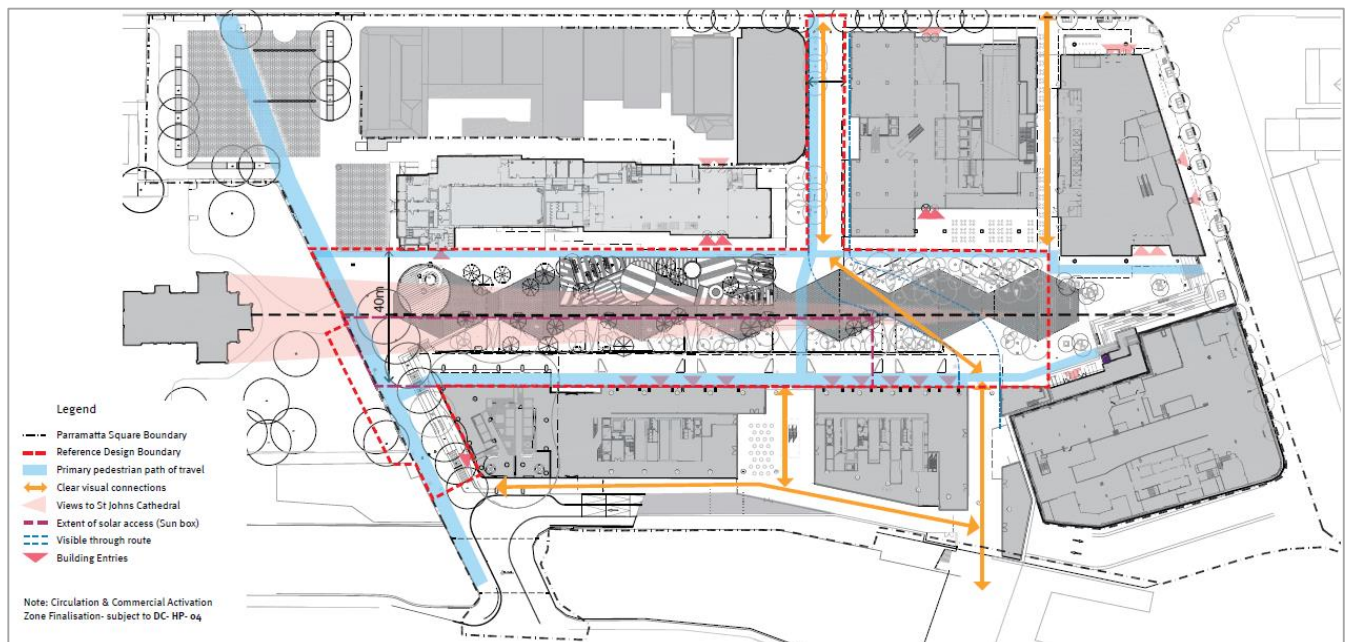 40m
Legend
Parramatta Square Boundary
Reference Design Boundary
Primary pedestrian path of travel
Clear visual connections
Views to St Johns Cathedral
Extent of solar access (Sun box)
Visible through route
Building Entries
Note: Circulation & Commercial Activation
Zone Finalisation- subject to DC- HP- 04